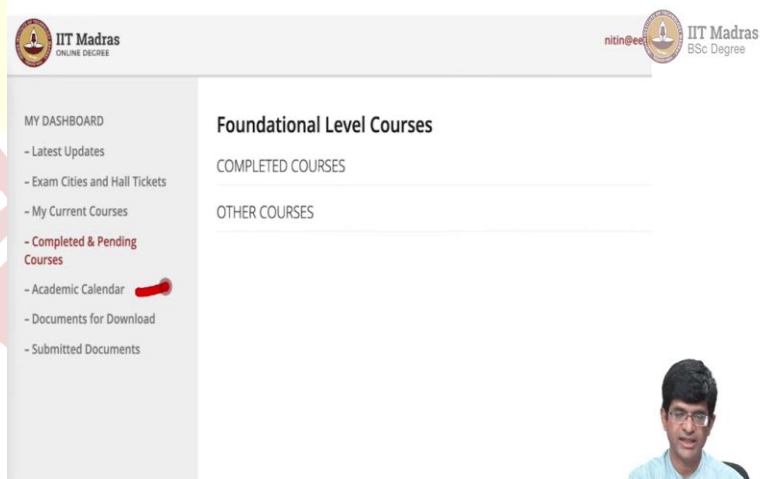 IIT Madras
ONLINE DEGREE
nitin@ee
IIT Madras
BSc Degree
MY DASHBOARD
– Latest Updates
– Exam Cities and Hall Tickets
– My Current Courses
– Completed & Pending
Courses
– Academic Calendar
– Documents for Download
– Submitted Documents
Foundational Level Courses
COMPLETED COURSES
OTHER COURSES